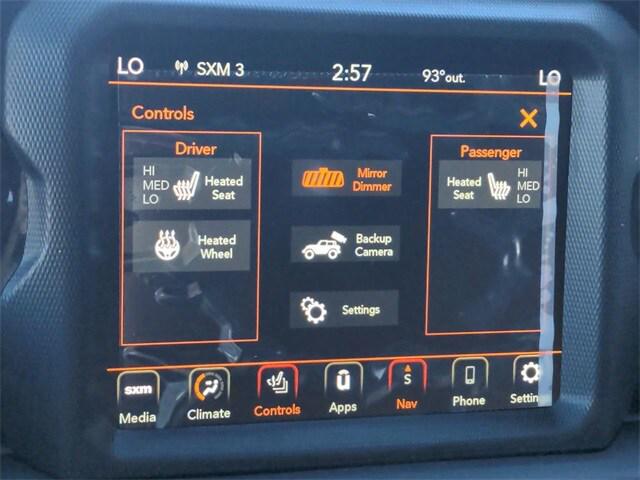 LO SXM 3 2:57 93°out. LO
Controls X
Driver
HI
MED
LO
Heated
Seat
Heated
Wheel
Mirror
Dimmer
Backup
Camera
Settings
Passenger
Heated
Seat
HI
MED
LO
sxm
Media
Climate
Controls
ū
Apps
S
Nav
Phone
Settin